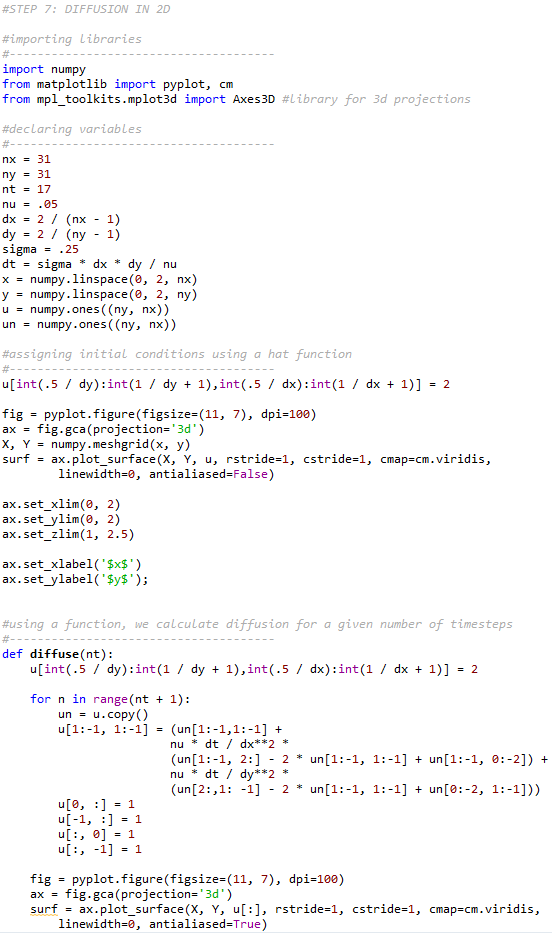 #STEP 7: DIFFUSION IN 2D
#importing libraries
#--------------------------------------
import numpy
from matplotlib import pyplot, cm
from mpl_toolkits.mplot3d import Axes3D #library for 3d projections
#declaring variables
#--------------------------------------
nx = 31
ny = 31
nt = 17
nu = .05
dx = 2 / (nx - 1)
dy = 2 / (ny - 1)
sigma = .25
dt = sigma * dx * dy / nu
x = numpy.linspace(0, 2, nx)
y = numpy.linspace(0, 2, ny)
u = numpy.ones((ny, nx))
un = numpy.ones((ny, nx))
#assigning initial conditions using a hat function
#--------------------------------------
u[int(.5 / dy):int(1 / dy + 1),int(.5 / dx):int(1 / dx + 1)] = 2
fig = pyplot.figure(figsize=(11, 7), dpi=100)
ax = fig.gca(projection='3d')
X, Y = numpy.meshgrid(x, y)
surf = ax.plot_surface(X, Y, u, rstride=1, cstride=1, cmap=cm.viridis,
        linewidth=0, antialiased=False)
ax.set_xlim(0, 2)
ax.set_ylim(0, 2)
ax.set_zlim(1, 2.5)
ax.set_xlabel('$x$')
ax.set_ylabel('$y$');
#using a function, we calculate diffusion for a given number of timesteps
#--------------------------------------
def diffuse(nt):
    u[int(.5 / dy):int(1 / dy + 1),int(.5 / dx):int(1 / dx + 1)] = 2
    for n in range(nt + 1):
        un = u.copy()
        u[1:-1, 1:-1] = (un[1:-1,1:-1] +
                        nu * dt / dx**2 *
                        (un[1:-1, 2:] - 2 * un[1:-1, 1:-1] + un[1:-1, 0:-2]) +
                        nu * dt / dy**2 *
                        (un[2:,1: -1] - 2 * un[1:-1, 1:-1] + un[0:-2, 1:-1]))
        u[0, :] = 1
        u[-1, :] = 1
        u[:, 0] = 1
        u[:, -1] = 1
    fig = pyplot.figure(figsize=(11, 7), dpi=100)
    ax = fig.gca(projection='3d')
    surf = ax.plot_surface(X, Y, u[:], rstride=1, cstride=1, cmap=cm.viridis,
        linewidth=0, antialiased=True)